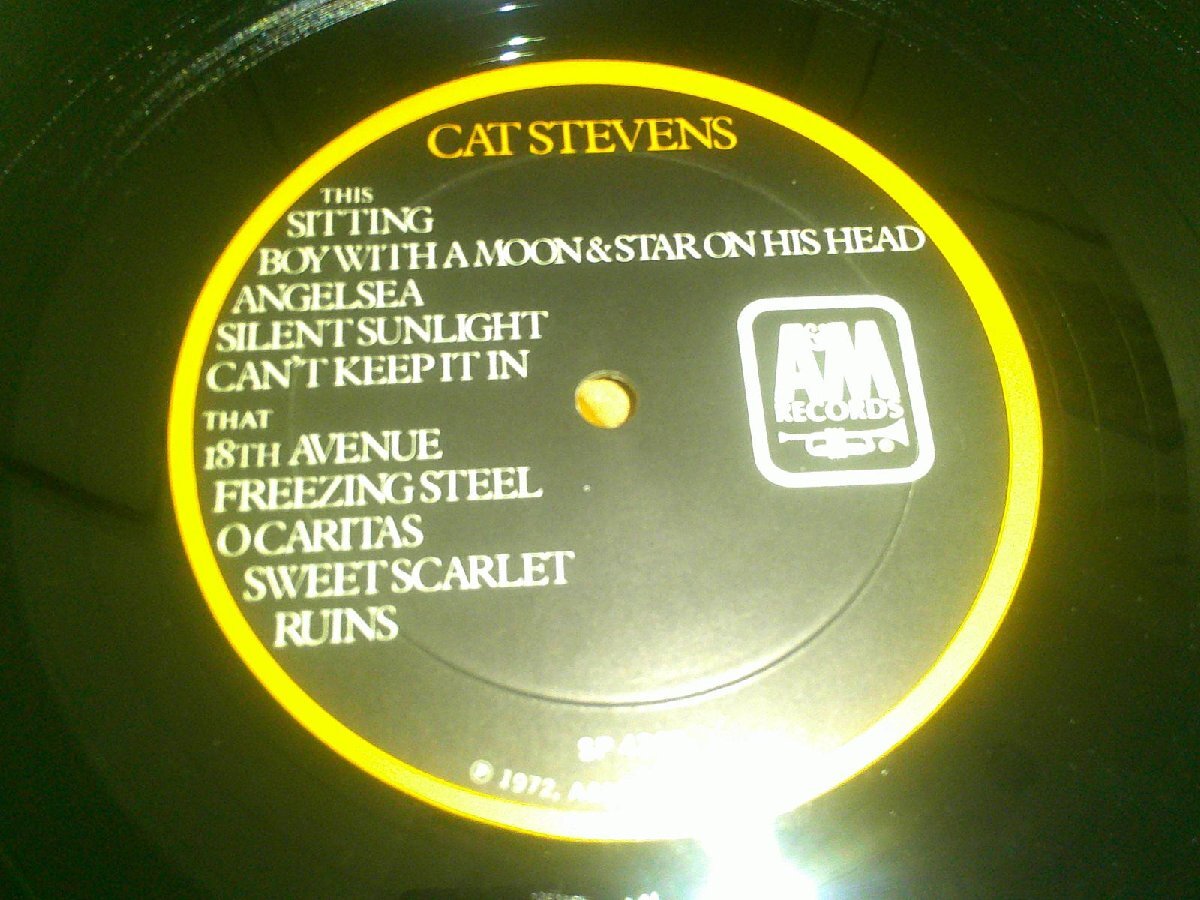 CAT STEVENS
THIS
SITTING
BOY WITH A MOON & STAR ON HIS HEAD
ANGELSEA
SILENT SUNLIGHT
CAN'T KEEP IT IN
THAT
18TH AVENUE
FREEZING STEEL
O CARITAS
SWEET SCARLET
RUINS
A&M
RECORDS
SP
℗ 1972,